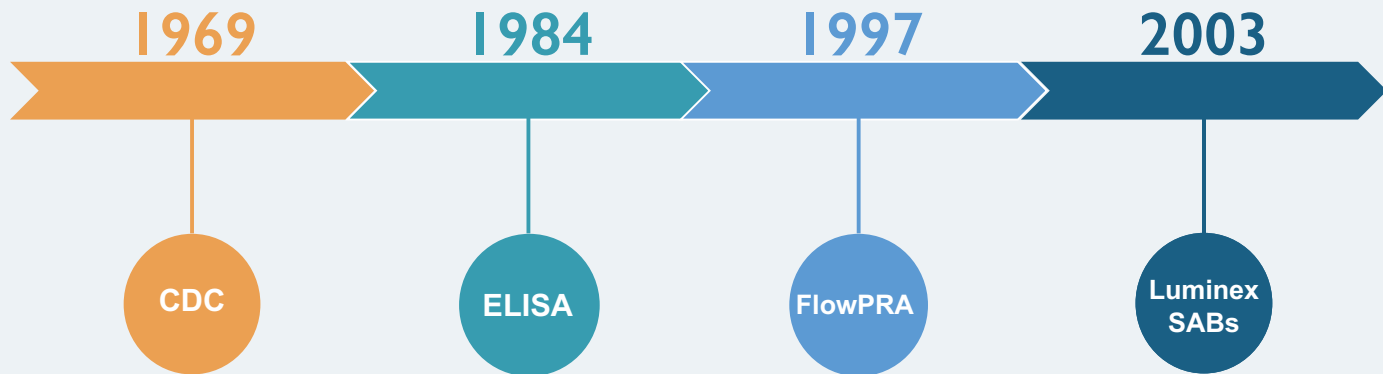 1969
1984
1997
2003
CDC
ELISA
FlowPRA
Luminex
SABs